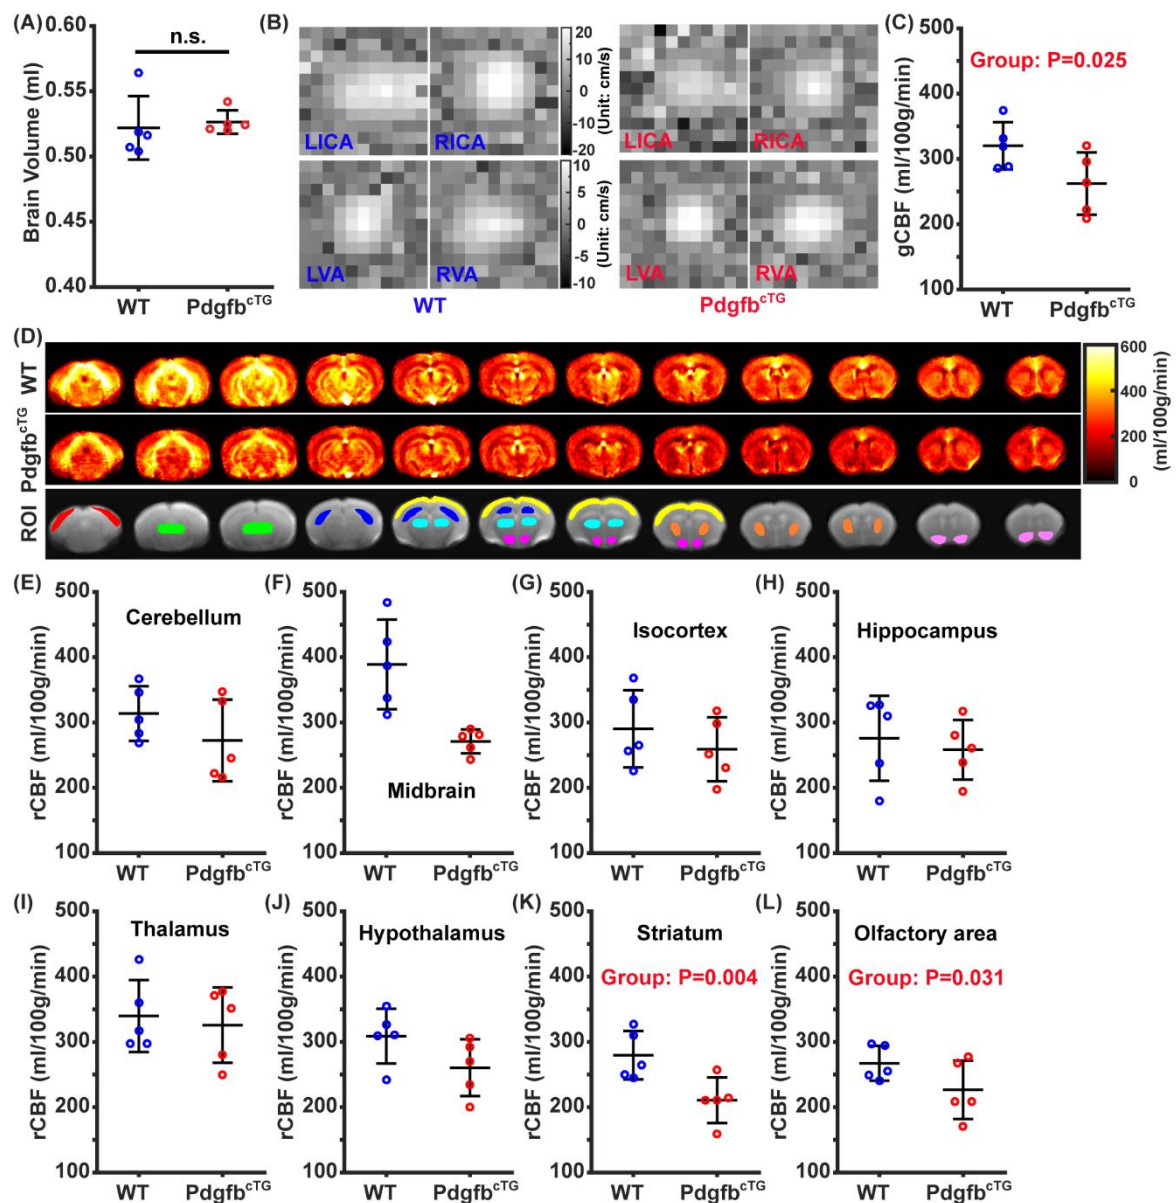 (A)
0.60
0.55
0.50
0.45
0.40
Brain Volume (ml)
n.s.
WT
Pdgfb^cTG
(B)
LICA
RICA
20
10
0
-10
-20
(Unit: cm/s)
LVA
RVA
10
5
0
-5
-10
(Unit: cm/s)
WT
LICA
RICA
LVA
RVA
Pdgfb^cTG
(C)
500
400
300
200
100
gCBF (ml/100g/min)
Group: P=0.025
WT
Pdgfb^cTG
(D)
WT
Pdgfb^cTG
ROI
600
400
200
0
(ml/100g/min)
(E)
500
400
300
200
100
rCBF (ml/100g/min)
Cerebellum
WT
Pdgfb^cTG
(F)
500
400
300
200
100
rCBF (ml/100g/min)
Midbrain
WT
Pdgfb^cTG
(G)
500
400
300
200
100
rCBF (ml/100g/min)
Isocortex
WT
Pdgfb^cTG
(H)
500
400
300
200
100
rCBF (ml/100g/min)
Hippocampus
WT
Pdgfb^cTG
(I)
500
400
300
200
100
rCBF (ml/100g/min)
Thalamus
WT
Pdgfb^cTG
(J)
500
400
300
200
100
rCBF (ml/100g/min)
Hypothalamus
WT
Pdgfb^cTG
(K)
500
400
300
200
100
rCBF (ml/100g/min)
Striatum
Group: P=0.004
WT
Pdgfb^cTG
(L)
500
400
300
200
100
rCBF (ml/100g/min)
Olfactory area
Group: P=0.031
WT
Pdgfb^cTG